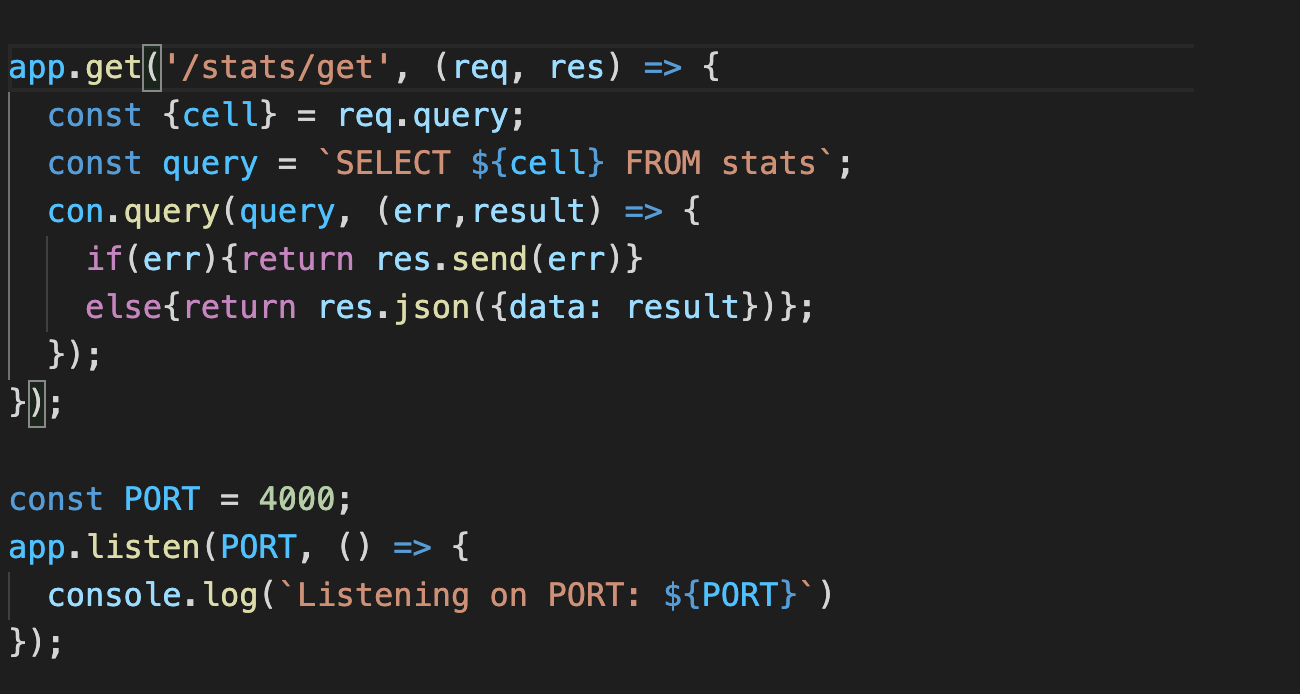 app.get('/stats/get', (req, res) => {
  const {cell} = req.query;
  const query = `SELECT ${cell} FROM stats`;
  con.query(query, (err,result) => {
    if(err){return res.send(err)}
    else{return res.json({data: result})};
  });
});

const PORT = 4000;
app.listen(PORT, () => {
  console.log(`Listening on PORT: ${PORT}`)
});